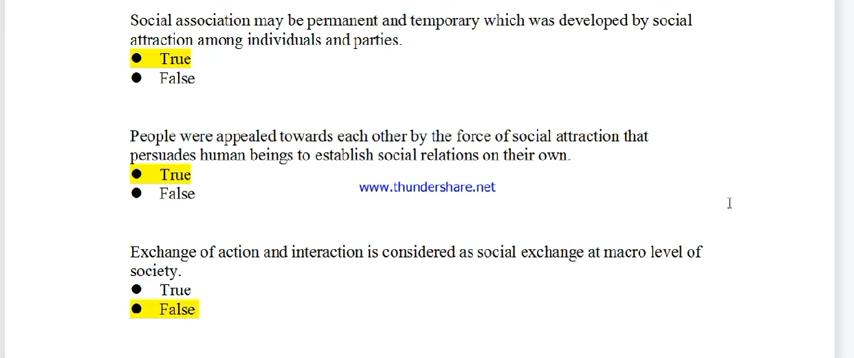 Social association may be permanent and temporary which was developed by social
attraction among individuals and parties.
● True
● False
People were appealed towards each other by the force of social attraction that
persuades human beings to establish social relations on their own.
● True
● False
www.thundershare.net
Exchange of action and interaction is considered as social exchange at macro level of
society.
● True
● False